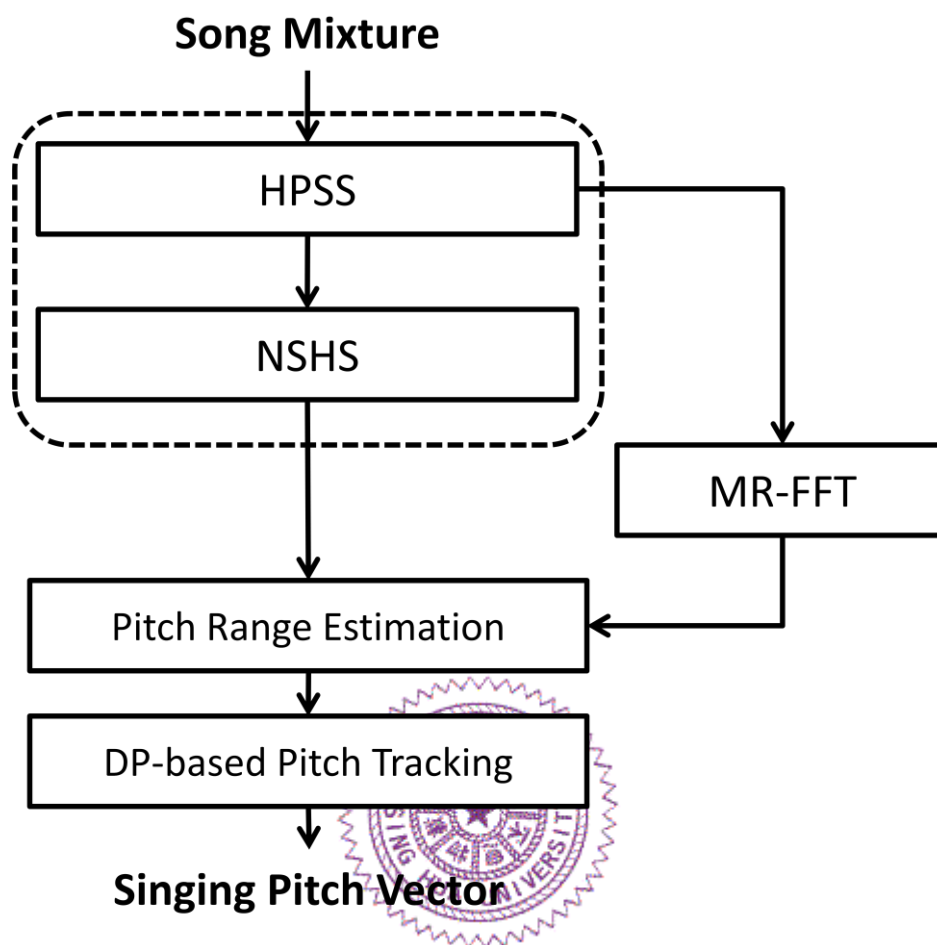 Song Mixture
HPSS
NSHS
MR-FFT
Pitch Range Estimation
DP-based Pitch Tracking
Singing Pitch Vector